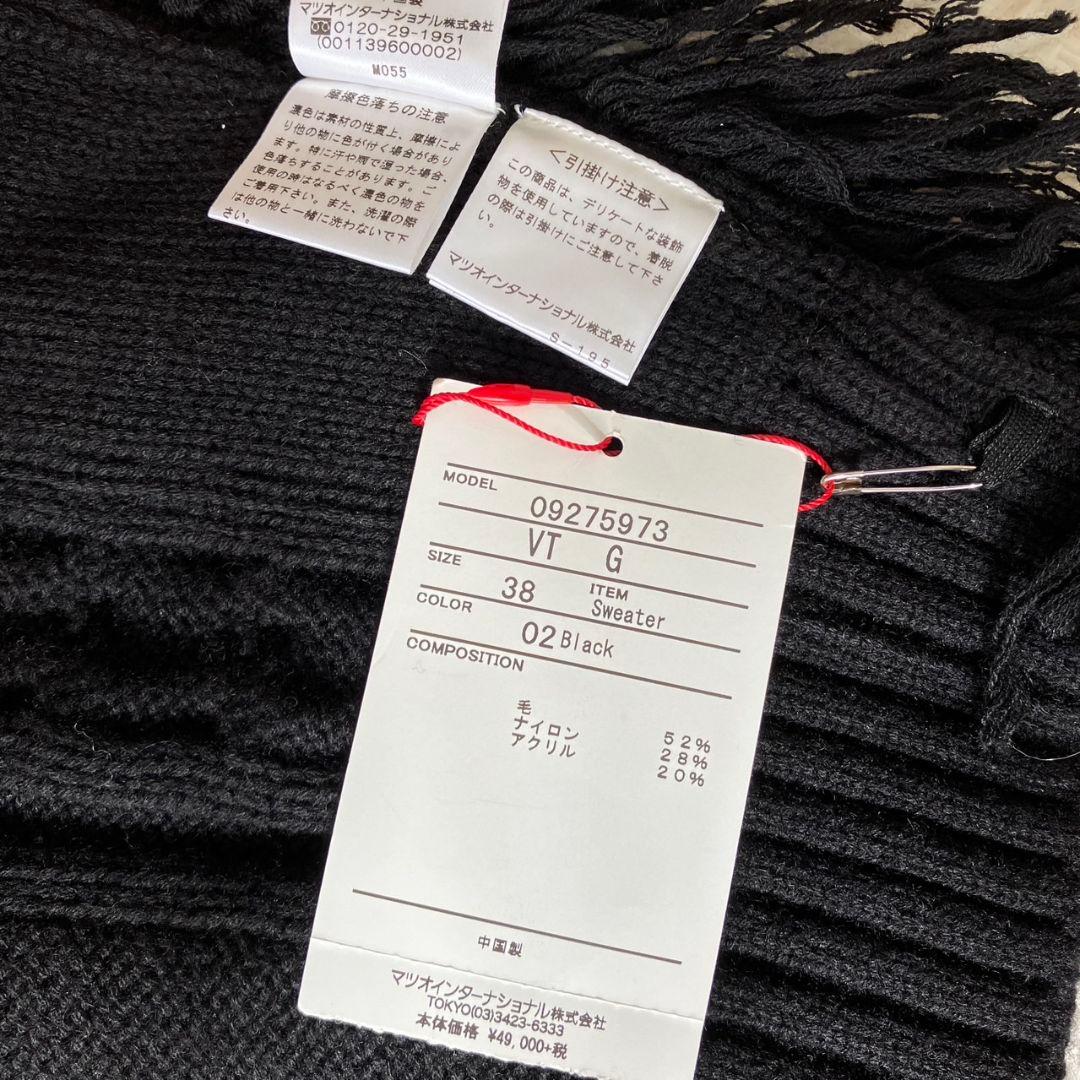 マツオインターナショナル株式会社
0120-29-1951
(001139600002)
M055
摩擦色落ちの注意
濃色は素材の性質上、摩擦によ
り他の物に色が付く場合があり
ます。特に汗や雨で湿った場合、
色落ちすることがあります。ご
使用の時はなるべく濃色の物を
ご着用下さい。また、洗濯の際
は他の物と一緒に洗わないで下
さい。
<引掛け注意>
この商品は、デリケートな装飾
物を使用していますので、着脱
の際は引掛けにご注意して下さ
い。
マツオインターナショナル株式会社
S-195
MODEL
09275973
VT G
SIZE 38 ITEM Sweater
COLOR 02 Black
COMPOSITION
毛 52%
ナイロン 28%
アクリル 20%
中国製
マツオインターナショナル株式会社
TOKYO(03)3423-6333
本体価格 ¥49,000+税